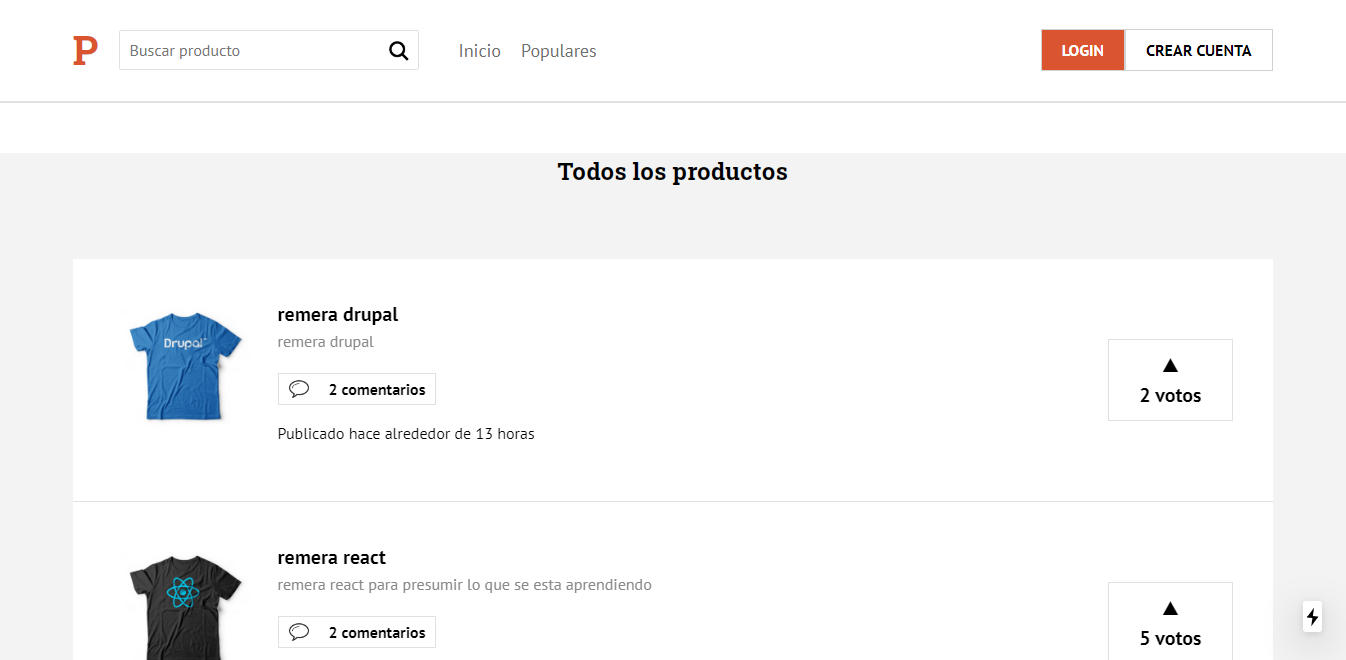 P
Buscar producto
Inicio
Populares
LOGIN
CREAR CUENTA
Todos los productos
Drupal
remera drupal
remera drupal
2 comentarios
Publicado hace alrededor de 13 horas
2 votos
remera react
remera react para presumir lo que se esta aprendiendo
2 comentarios
5 votos